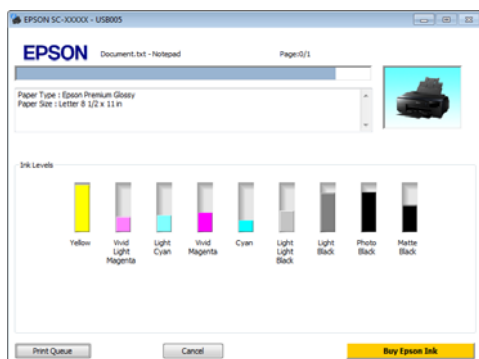 EPSON SC-XXXXX - USB005
EPSON
Document.txt - Notepad
Page:0/1
Paper Type : Epson Premium Glossy
Paper Size : Letter 8 1/2 x 11 in
Ink Levels
Yellow
Vivid
Light
Magenta
Light
Cyan
Vivid
Magenta
Cyan
Light
Light
Black
Light
Black
Photo
Black
Matte
Black
Print Queue
Cancel
Buy Epson Ink